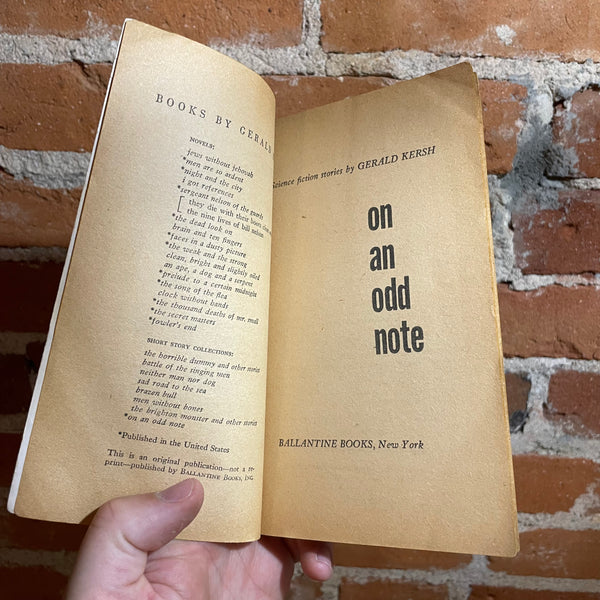 BOOKS BY GERALD
NOVELS:
jews without jehovah
*men are so ardent
*night and the city
i got references
*sergeant nelson of the guards
they die with their boots clean
the nine lives of bill nelson
*the dead look on
brain and ten fingers
*faces in a dusty picture
*the weak and the strong
clean, bright and slightly oiled
an ape, a dog and a serpent
*prelude to a certain midnight
*the song of the flea
clock without hands
*the thousand deaths of mr. small
*the secret masters
*fowler's end
SHORT STORY COLLECTIONS:
the horrible dummy and other stories
battle of the singing men
neither man nor dog
sad road to the sea
brazen bull
men without bones
the brighton monster and other stories
*on an odd note
*Published in the United States
This is an original publication—not a re-
print—published by BALLANTINE BOOKS, INC.
Science fiction stories by GERALD KERSH
on
an
odd
note
BALLANTINE BOOKS, New York